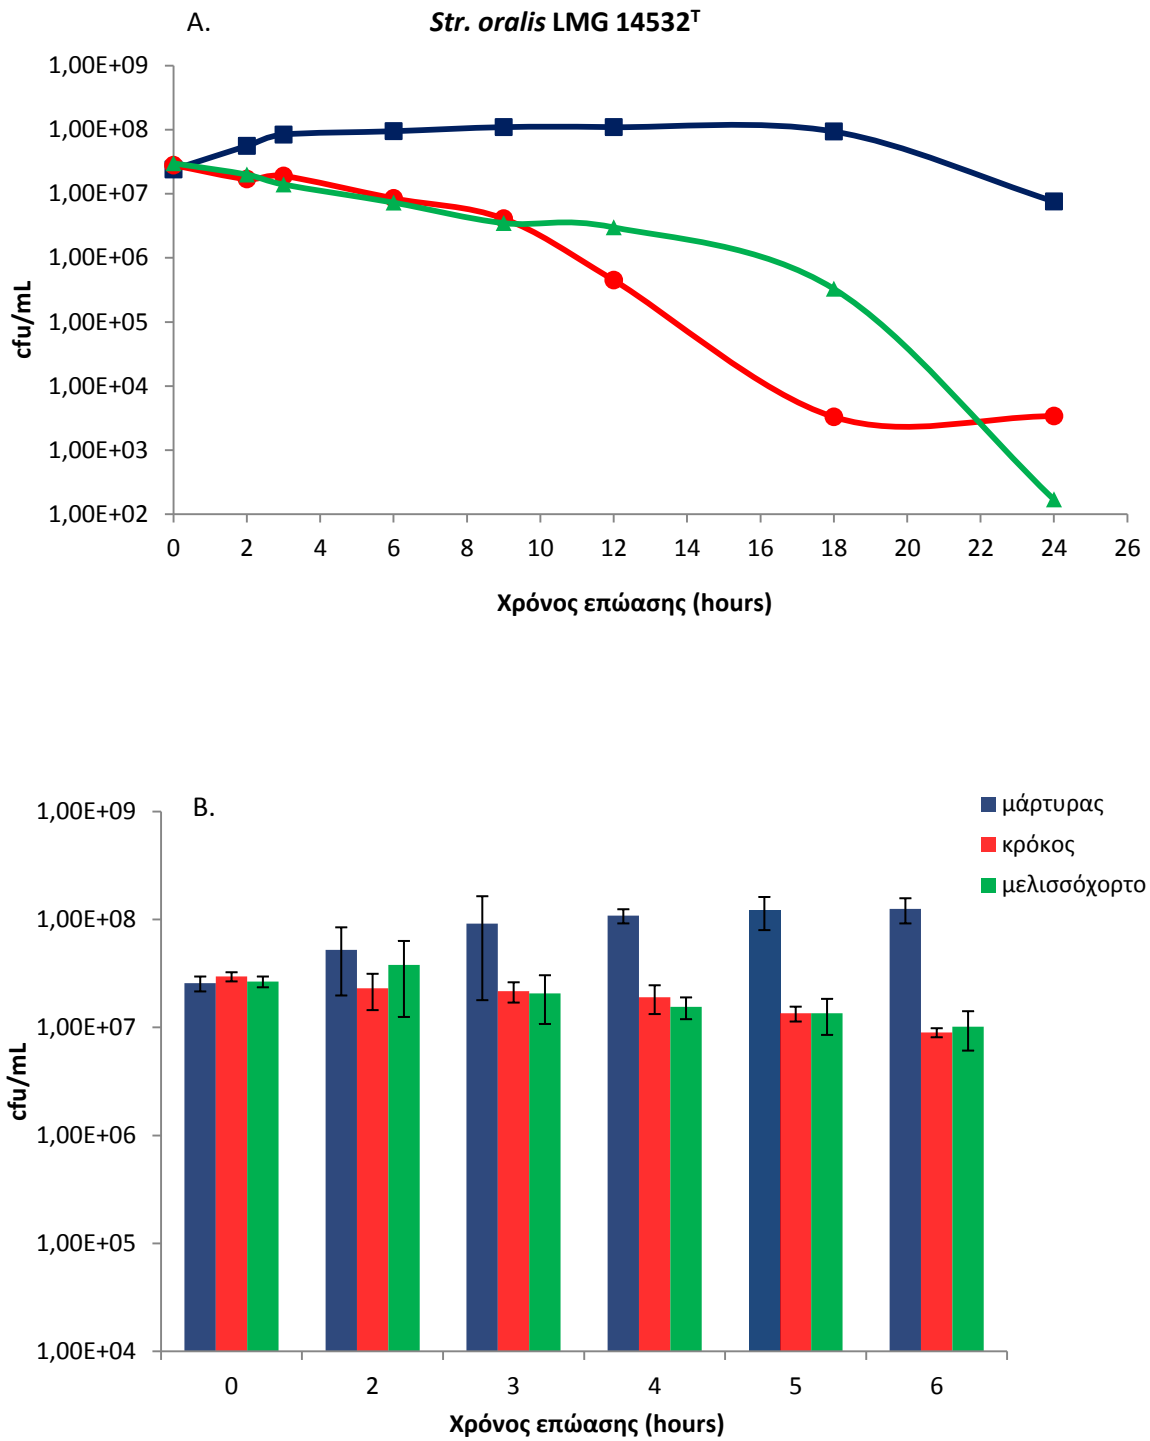 A.
Str. oralis LMG 14532ᵀ
1,00E+09
1,00E+08
1,00E+07
1,00E+06
1,00E+05
1,00E+04
1,00E+03
1,00E+02
cfu/mL
0 2 4 6 8 10 12 14 16 18 20 22 24 26
Χρόνος επώασης (hours)
B.
μάρτυρας
κρόκος
μελισσόχορτο
1,00E+09
1,00E+08
1,00E+07
1,00E+06
1,00E+05
1,00E+04
cfu/mL
0 2 3 4 5 6
Χρόνος επώασης (hours)